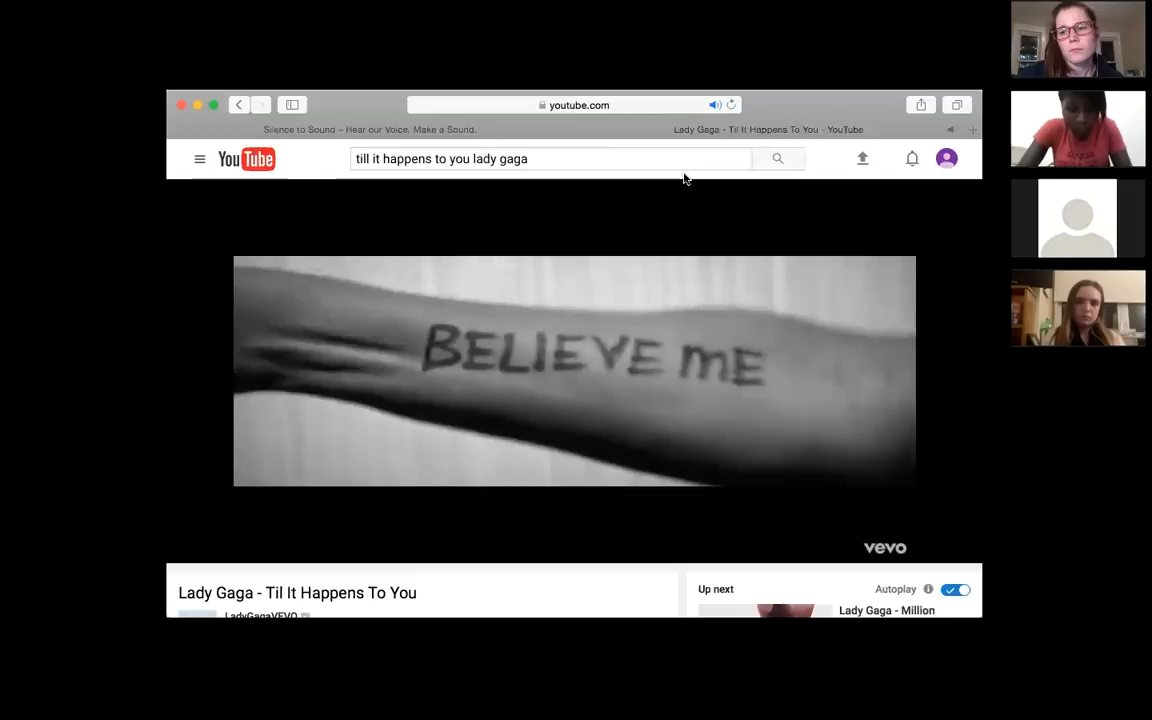 youtube.com
Silence to Sound – Hear our Voice. Make a Sound.
Lady Gaga - Til It Happens To You - YouTube
YouTube
till it happens to you lady gaga
BELIEVE mE
vevo
Lady Gaga - Til It Happens To You
Up next
Autoplay
LadyGagaVEVO
Lady Gaga - Million